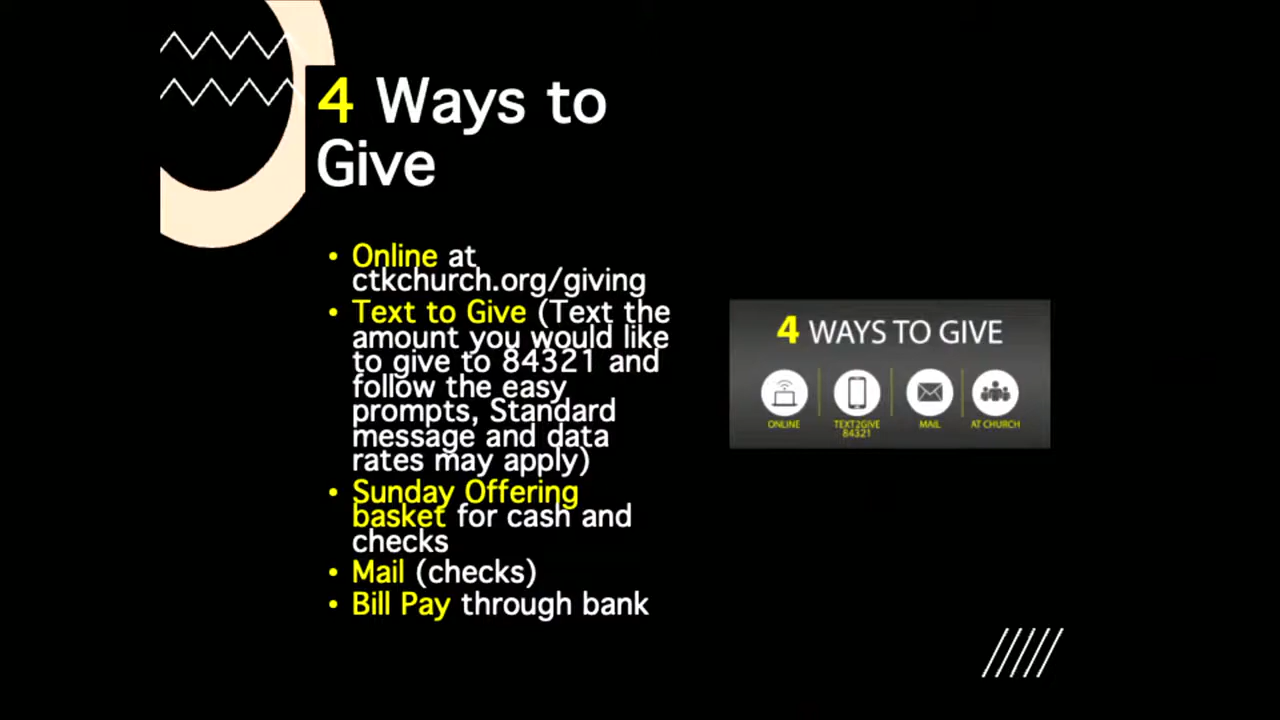 4 Ways to
Give
• Online at
ctkchurch.org/giving
• Text to Give (Text the
amount you would like
to give to 84321 and
follow the easy
prompts, Standard
message and data
rates may apply)
• Sunday Offering
basket for cash and
checks
• Mail (checks)
• Bill Pay through bank
4 WAYS TO GIVE
ONLINE
TEXT2GIVE
84321
MAIL
AT CHURCH